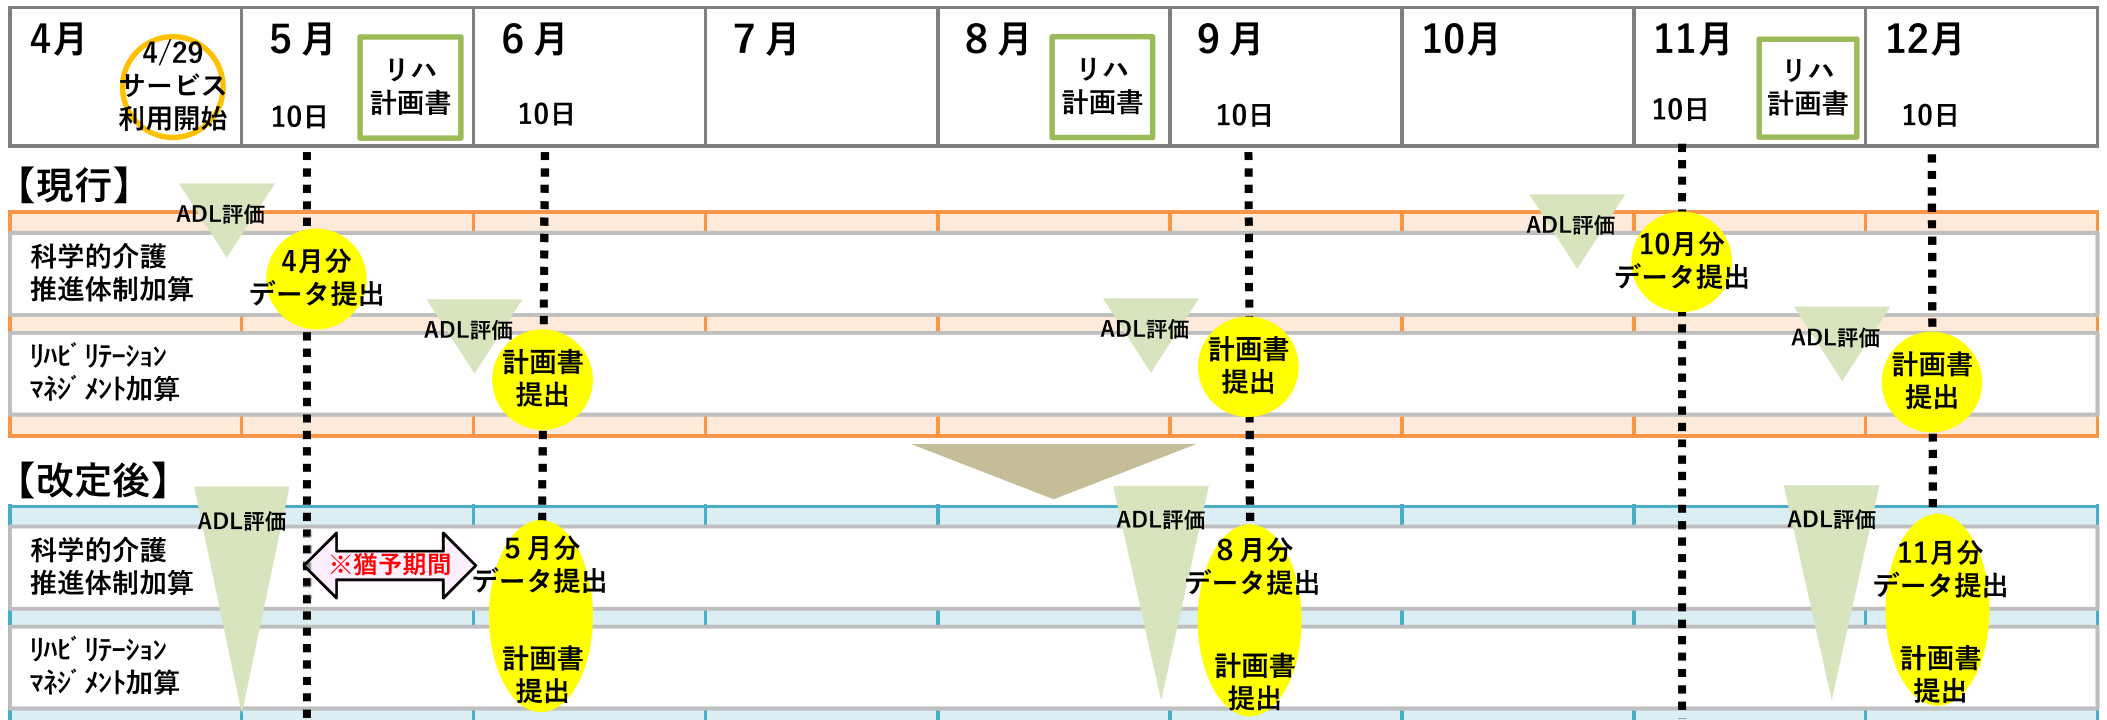 4月
4/29
サービス
利用開始
5月
10日
リハ
計画書
6月
10日
7月
8月
リハ
計画書
9月
10日
10月
11月
10日
リハ
計画書
12月
10日
【現行】
ADL評価
ADL評価
科学的介護
推進体制加算
4月分
データ提出
10月分
データ提出
ADL評価
ADL評価
ADL評価
ﾘﾊﾋﾞﾘﾃｰｼｮﾝ
ﾏﾈｼﾞﾒﾝﾄ加算
計画書
提出
計画書
提出
計画書
提出
【改定後】
ADL評価
ADL評価
ADL評価
科学的介護
推進体制加算
※猶予期間
5月分
データ提出
8月分
データ提出
11月分
データ提出
ﾘﾊﾋﾞﾘﾃｰｼｮﾝ
ﾏﾈｼﾞﾒﾝﾄ加算
計画書
提出
計画書
提出
計画書
提出